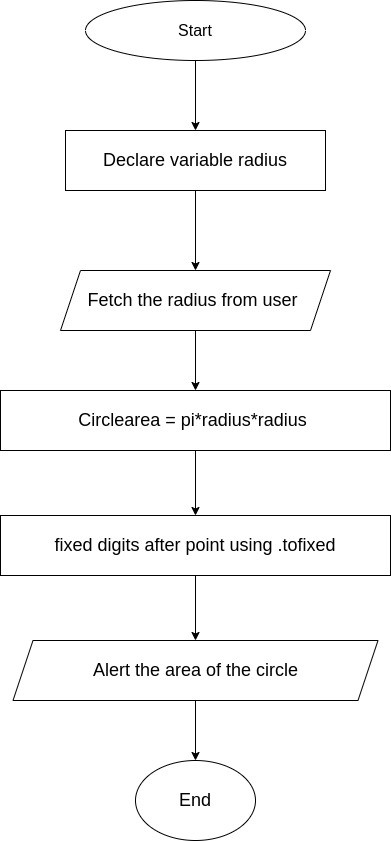 Start
Declare variable radius
Fetch the radius from user
Circlearea = pi*radius*radius
fixed digits after point using .tofixed
Alert the area of the circle
End